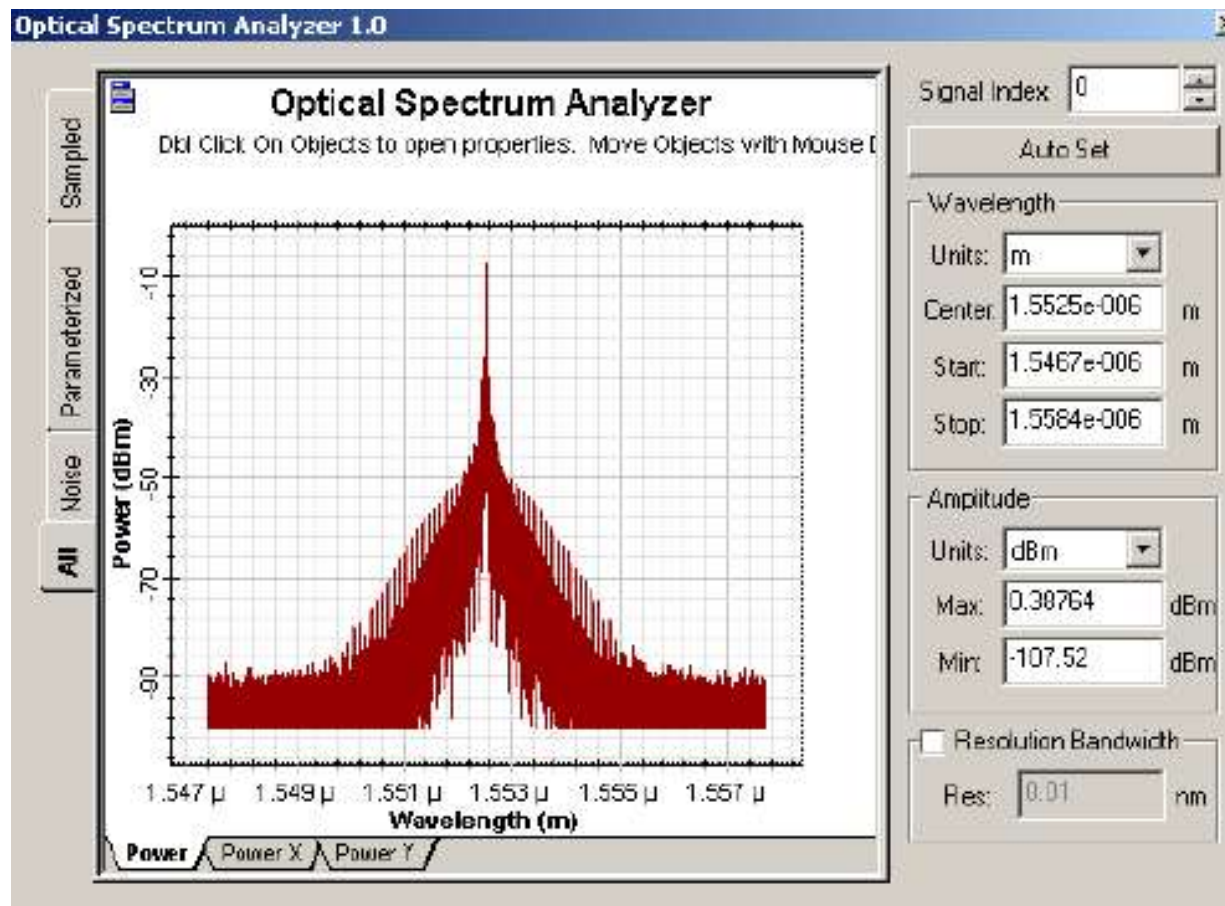 Optical Spectrum Analyzer 1.0
Optical Spectrum Analyzer
Dbl Click On Objects to open properties. Move Objects with Mouse D
Sampled
Parameterized
Noise
All
Power (dBm)
-10
-30
-50
-70
-90
1.547 µ 1.549 µ 1.551 µ 1.553 µ 1.555 µ 1.557 µ
Wavelength (m)
Power Power X Power Y
Signal Index: 0
Auto Set
Wavelength
Units: m
Center: 1.5525e-006 m
Start: 1.5467e-006 m
Stop: 1.5584e-006 m
Amplitude
Units: dBm
Max: 0.38764 dBm
Min: -107.52 dBm
Resolution Bandwidth
Res: 0.01 nm